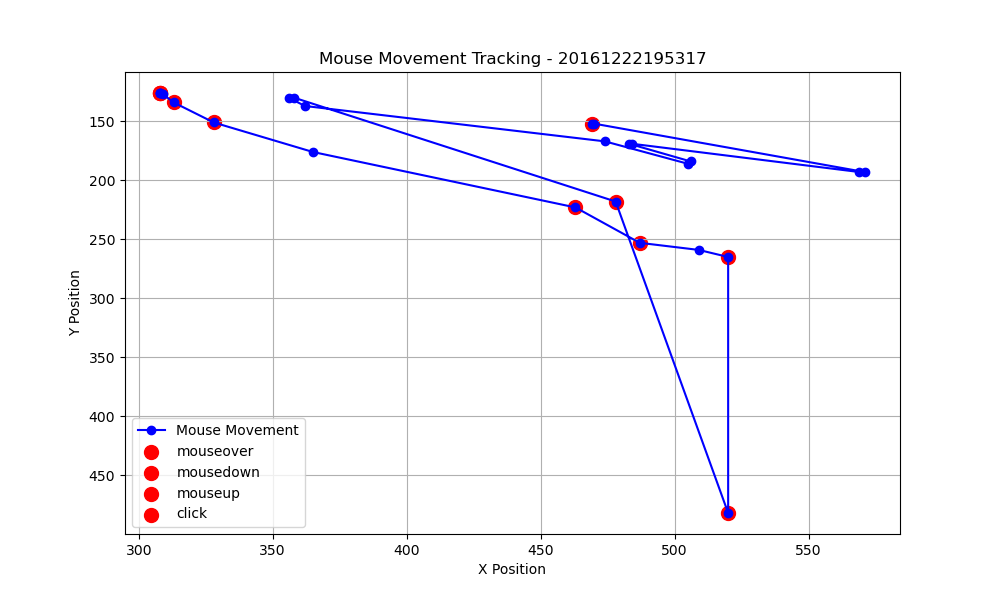 Mouse Movement Tracking - 20161222195317
150
200
250
300
350
400
450
Y Position
Mouse Movement
mouseover
mousedown
mouseup
click
300 350 400 450 500 550
X Position